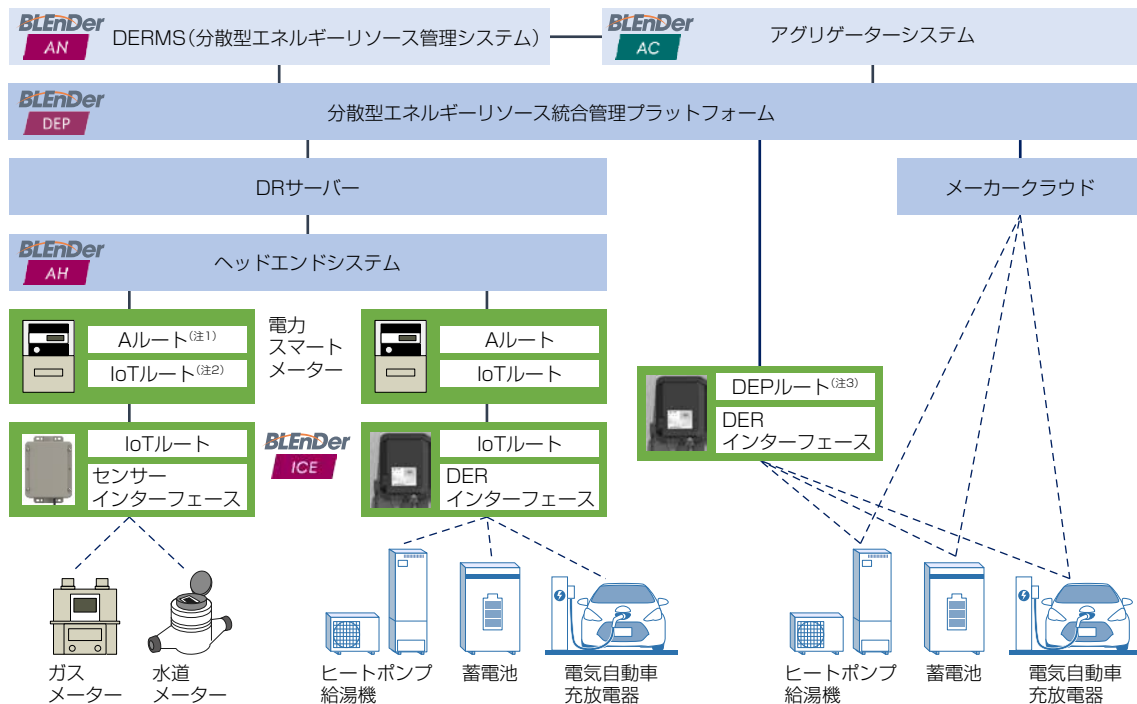 BLEnDer
AN
DERMS（分散型エネルギーリソース管理システム）
BLEnDer
AC
アグリゲーターシステム
BLEnDer
DEP
分散型エネルギーリソース統合管理プラットフォーム
DRサーバー
メーカークラウド
BLEnDer
AH
ヘッドエンドシステム
Aルート(注1)
IoTルート(注2)
電力
スマート
メーター
Aルート
IoTルート
DEPルート(注3)
DER
インターフェース
IoTルート
センサー
インターフェース
BLEnDer
ICE
IoTルート
DER
インターフェース
ガス
メーター
水道
メーター
ヒートポンプ
給湯機
蓄電池
電気自動車
充放電器
ヒートポンプ
給湯機
蓄電池
電気自動車
充放電器